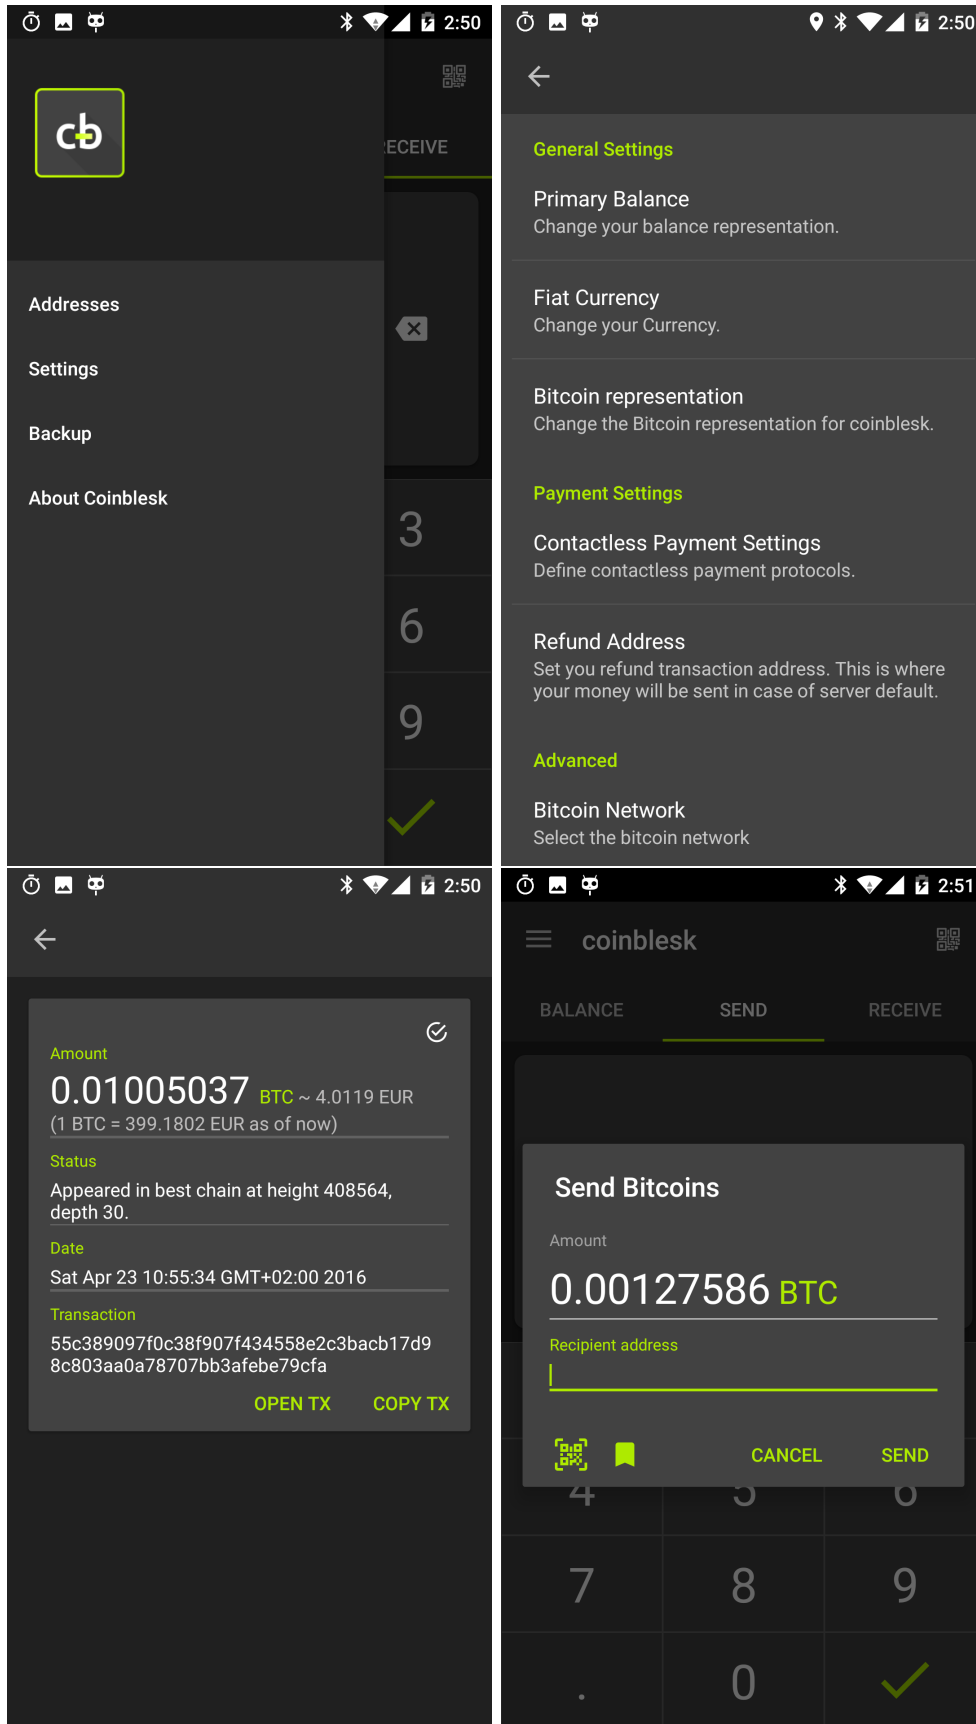 2:50
cb
ECEIVE
Addresses
Settings
Backup
About Coinblesk
3
6
9
2:50
General Settings
Primary Balance
Change your balance representation.
Fiat Currency
Change your Currency.
Bitcoin representation
Change the Bitcoin representation for coinblesk.
Payment Settings
Contactless Payment Settings
Define contactless payment protocols.
Refund Address
Set you refund transaction address. This is where
your money will be sent in case of server default.
Advanced
Bitcoin Network
Select the bitcoin network
2:50
Amount
0.01005037 BTC ~ 4.0119 EUR
(1 BTC = 399.1802 EUR as of now)
Status
Appeared in best chain at height 408564,
depth 30.
Date
Sat Apr 23 10:55:34 GMT+02:00 2016
Transaction
55c389097f0c38f907f434558e2c3bacb17d9
8c803aa0a78707bb3afebe79cfa
OPEN TX COPY TX
2:51
coinblesk
BALANCE SEND RECEIVE
Send Bitcoins
Amount
0.00127586 BTC
Recipient address
CANCEL SEND
4 5 6
7 8 9
. 0